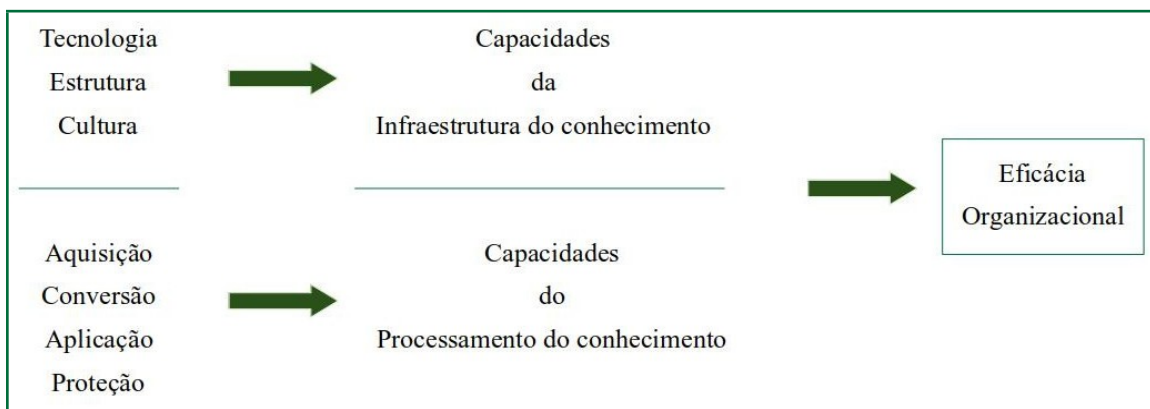 Tecnologia
Estrutura
Cultura
Capacidades
da
Infraestrutura do conhecimento
Aquisição
Conversão
Aplicação
Proteção
Capacidades
do
Processamento do conhecimento
Eficácia
Organizacional